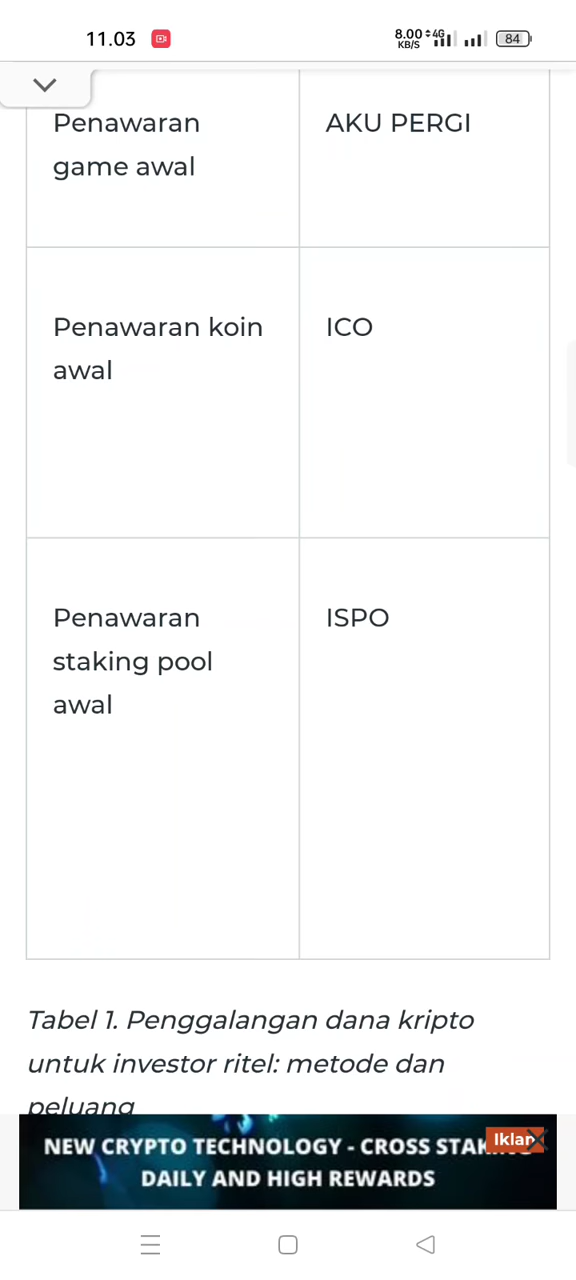 11.03
8.00 KB/S 4G 84
Penawaran game awal
AKU PERGI
Penawaran koin awal
ICO
Penawaran staking pool awal
ISPO
Tabel 1. Penggalangan dana kripto
untuk investor ritel: metode dan
peluang
Iklan
NEW CRYPTO TECHNOLOGY - CROSS
DAILY AND HIGH REWARDS